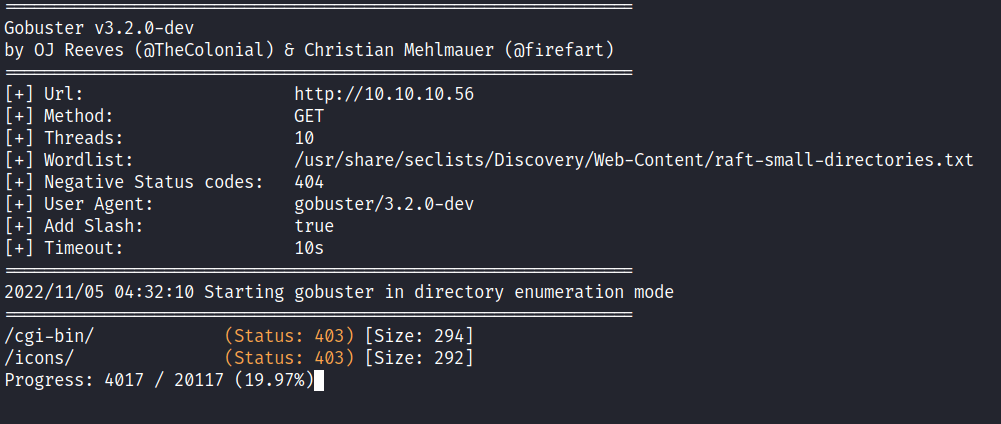 ===============================================================
Gobuster v3.2.0-dev
by OJ Reeves (@TheColonial) & Christian Mehlmauer (@firefart)
===============================================================
[+] Url:                     http://10.10.10.56
[+] Method:                  GET
[+] Threads:                 10
[+] Wordlist:                /usr/share/seclists/Discovery/Web-Content/raft-small-directories.txt
[+] Negative Status codes:   404
[+] User Agent:              gobuster/3.2.0-dev
[+] Add Slash:               true
[+] Timeout:                 10s
===============================================================
2022/11/05 04:32:10 Starting gobuster in directory enumeration mode
===============================================================
/cgi-bin/             (Status: 403) [Size: 294]
/icons/               (Status: 403) [Size: 292]
Progress: 4017 / 20117 (19.97%)